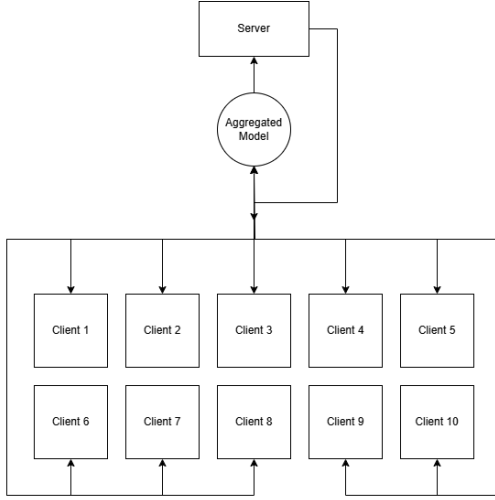 Server
Aggregated
Model
Client 1
Client 2
Client 3
Client 4
Client 5
Client 6
Client 7
Client 8
Client 9
Client 10